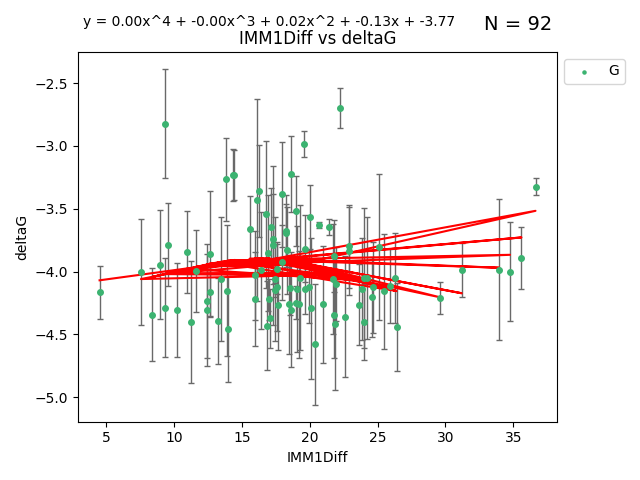 y = 0.00x^4 + -0.00x^3 + 0.02x^2 + -0.13x + -3.77
N = 92
IMM1Diff vs deltaG
G
deltaG
−2.5
−3.0
−3.5
−4.0
−4.5
−5.0
5 10 15 20 25 30 35
IMM1Diff